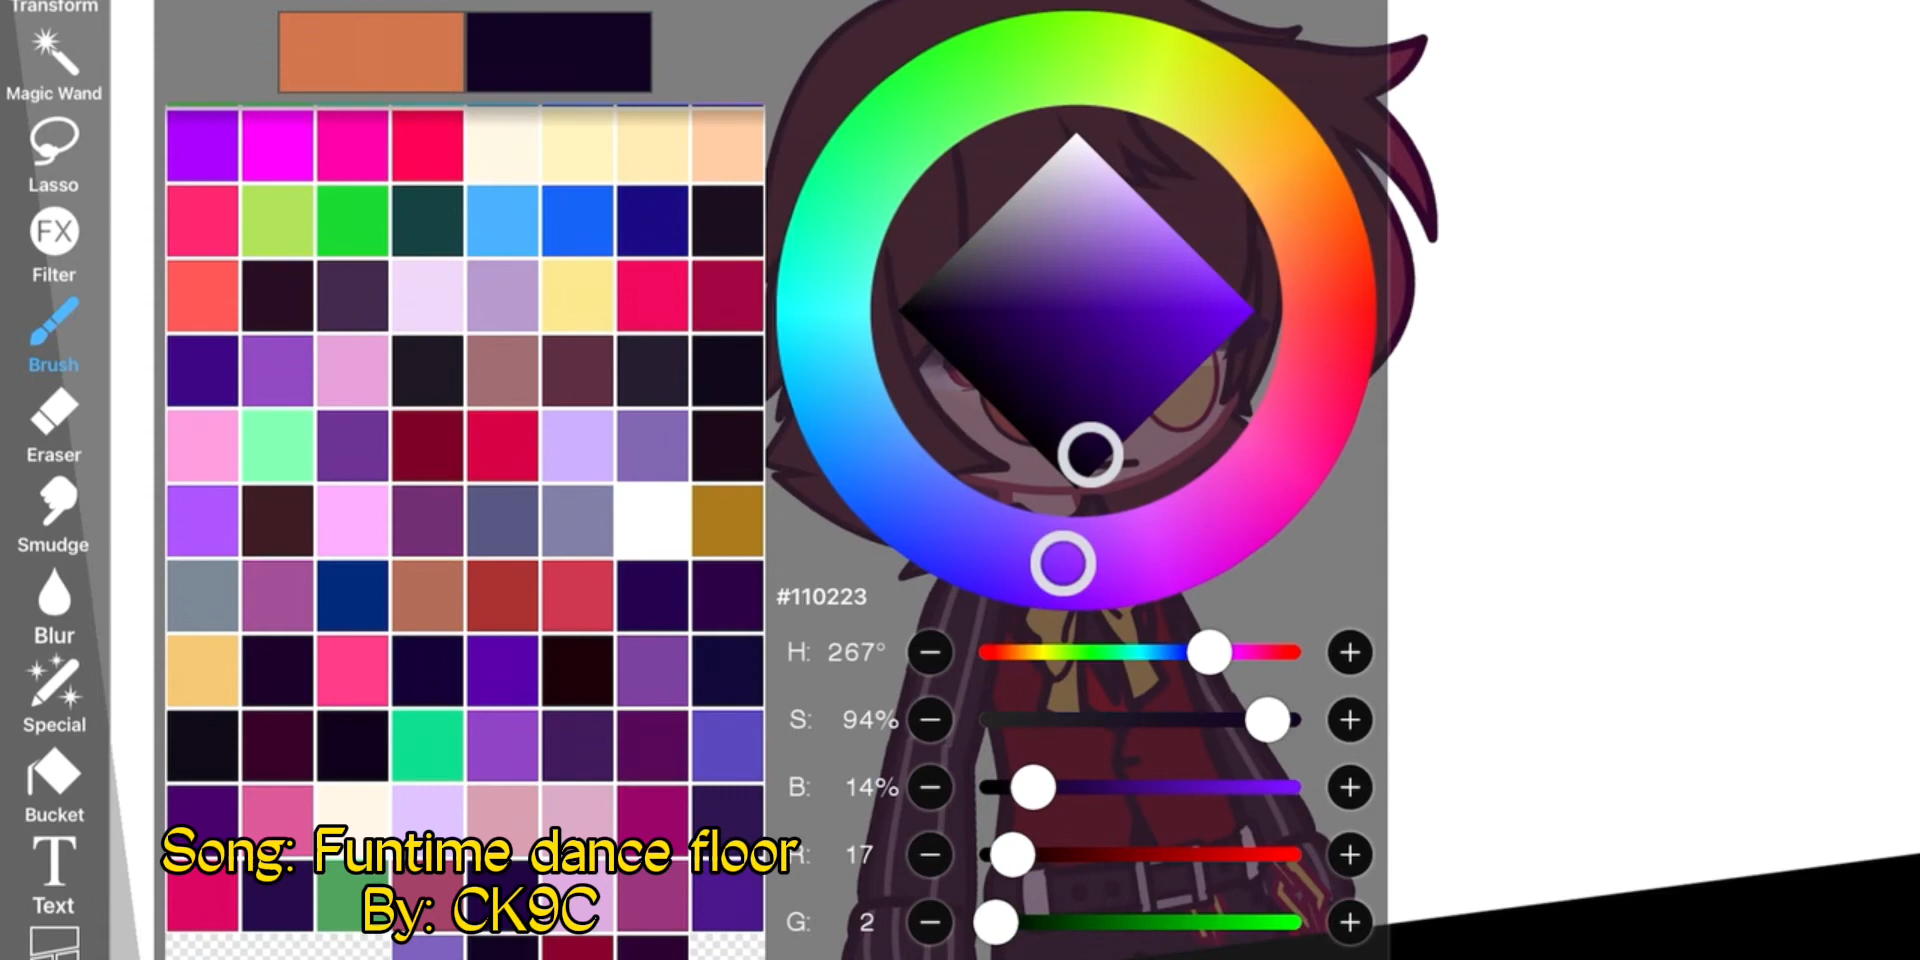 Transform
Magic Wand
Lasso
FX
Filter
Brush
Eraser
Smudge
Blur
Special
Bucket
T
Text
#110223
H: 267°
S: 94%
B: 14%
R: 17
G: 2
Song: Funtime dance floor
By: CK9C